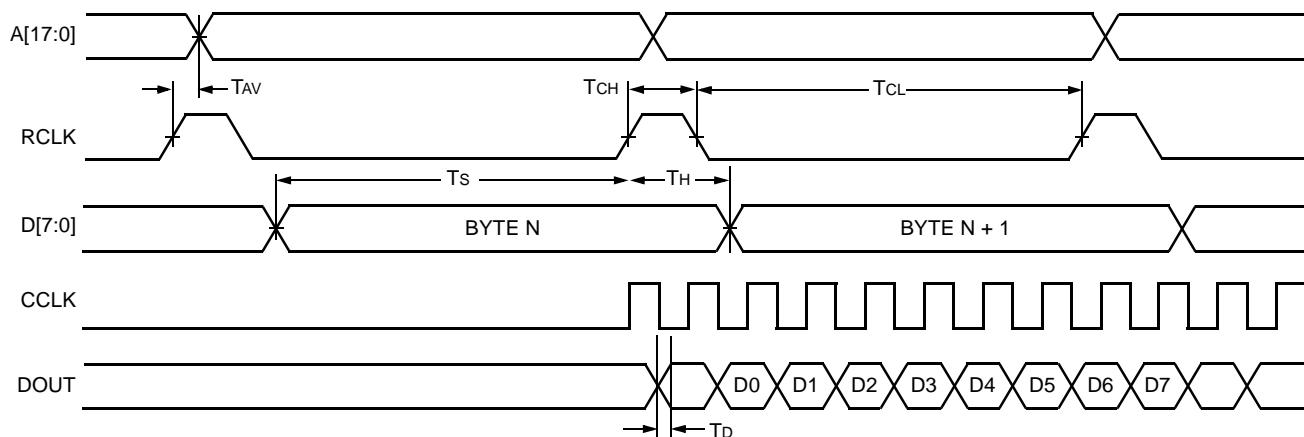 A[17:0]
TAV
TCH
TCL
RCLK
TS
TH
D[7:0]
BYTE N
BYTE N + 1
CCLK
DOUT
D0
D1
D2
D3
D4
D5
D6
D7
TD